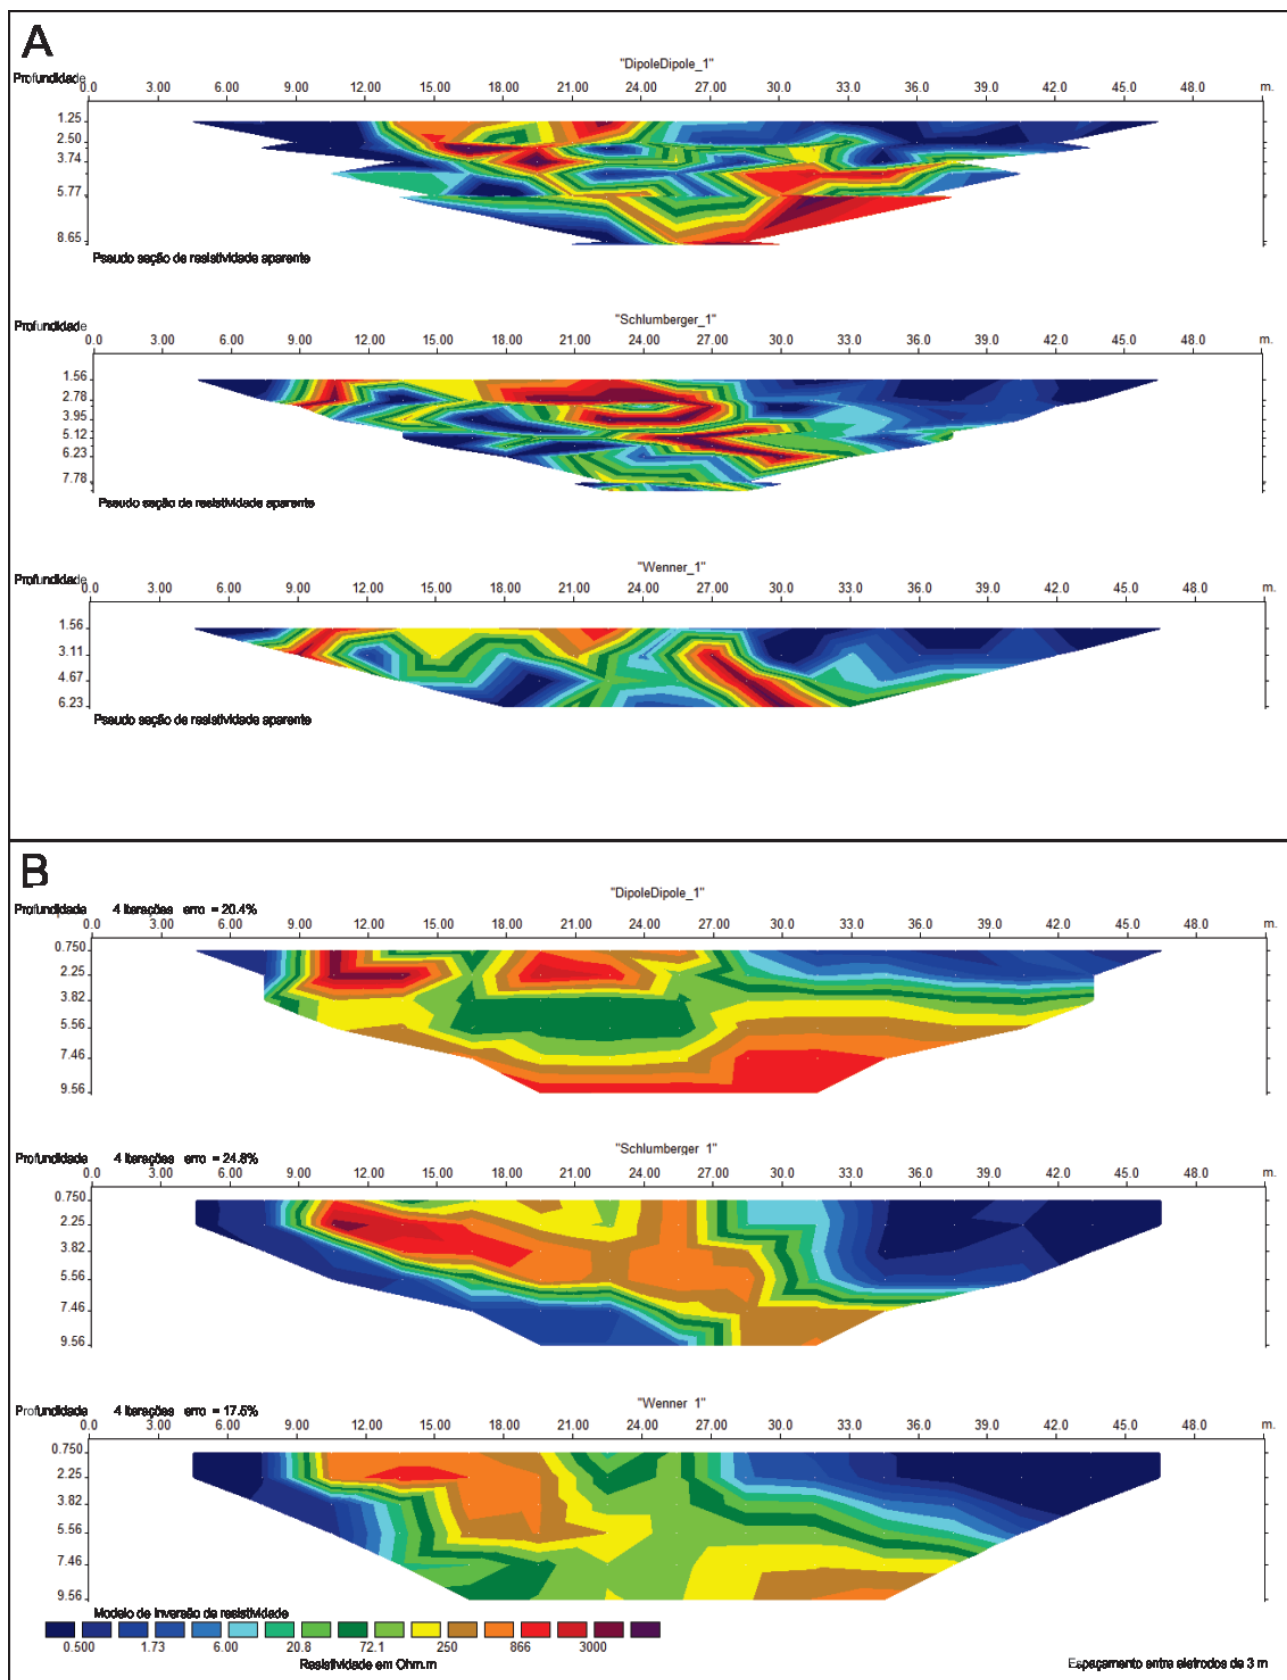 A
"DipoleDipole_1"
Profundidade
0.0 3.00 6.00 9.00 12.00 15.00 18.00 21.00 24.00 27.00 30.0 33.0 36.0 39.0 42.0 45.0 48.0 m.
1.25
2.50
3.74
5.77
8.65
Pseudo seção de resistividade aparente
"Schlumberger_1"
Profundidade
0.0 3.00 6.00 9.00 12.00 15.00 18.00 21.00 24.00 27.00 30.0 33.0 36.0 39.0 42.0 45.0 48.0 m.
1.56
2.78
3.95
5.12
6.23
7.78
Pseudo seção de resistividade aparente
"Wenner_1"
Profundidade
0.0 3.00 6.00 9.00 12.00 15.00 18.00 21.00 24.00 27.00 30.0 33.0 36.0 39.0 42.0 45.0 48.0 m.
1.56
3.11
4.67
6.23
Pseudo seção de resistividade aparente
B
"DipoleDipole_1"
Profundidade 4 iterações erro = 20.4%
0.0 3.00 6.00 9.00 12.00 15.00 18.00 21.00 24.00 27.00 30.0 33.0 36.0 39.0 42.0 45.0 48.0 m.
0.750
2.25
3.82
5.56
7.46
9.56
"Schlumberger 1"
Profundidade 4 iterações erro = 24.8%
0.0 3.00 6.00 9.00 12.00 15.00 18.00 21.00 24.00 27.00 30.0 33.0 36.0 39.0 42.0 45.0 48.0 m.
0.750
2.25
3.82
5.56
7.46
9.56
"Wenner 1"
Profundidade 4 iterações erro = 17.5%
0.0 3.00 6.00 9.00 12.00 15.00 18.00 21.00 24.00 27.00 30.0 33.0 36.0 39.0 42.0 45.0 48.0 m.
0.750
2.25
3.82
5.56
7.46
9.56
Modelo de inversão de resistividade
0.500 1.73 6.00 20.8 72.1 250 866 3000
Resistividade em Ohm.m
Espaçamento entre eletrodos de 3 m